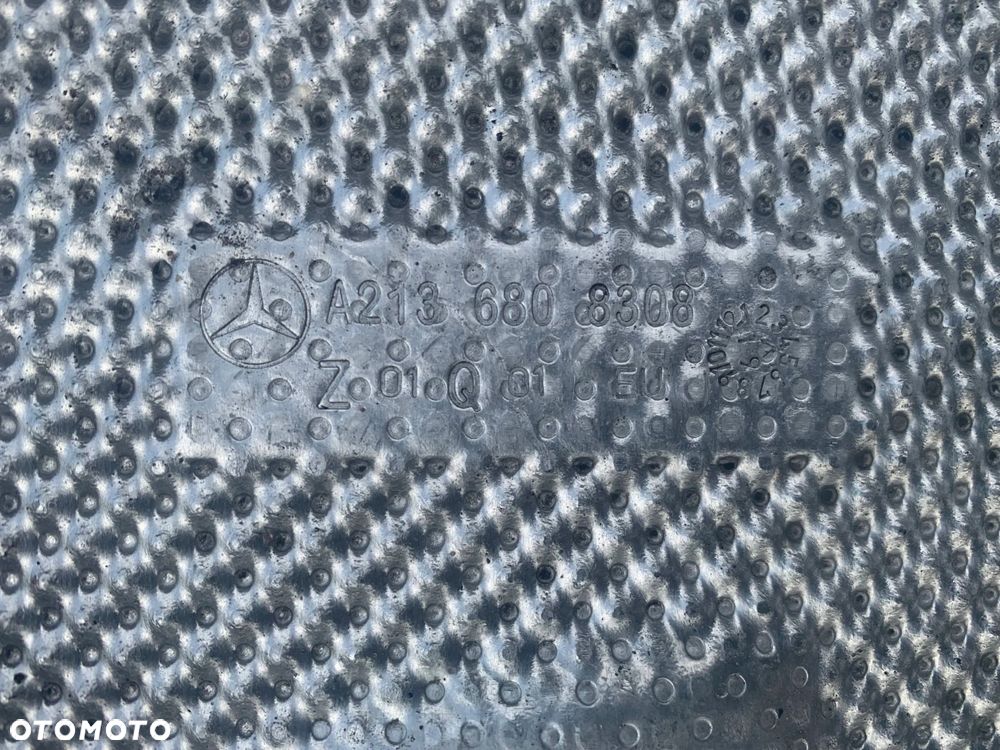 A213 680 8308
Z 01 Q 01 EU
OTOMOTO